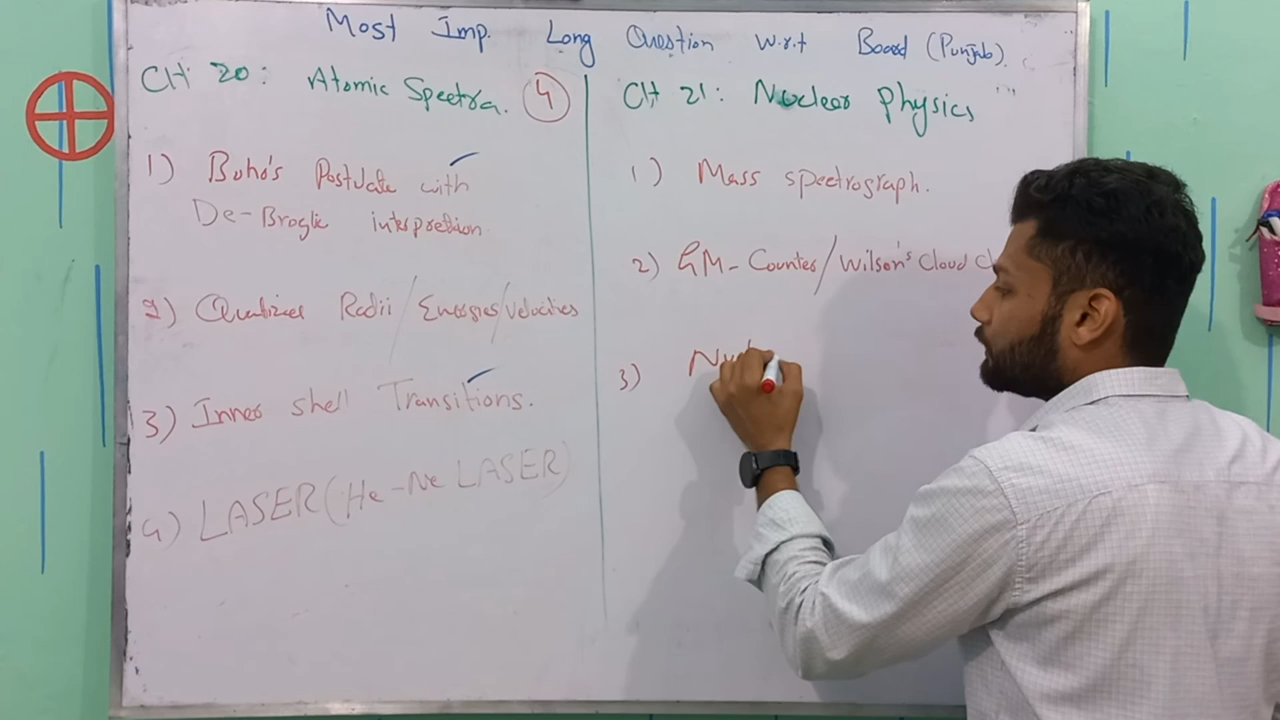 Most Imp. Long Question w.r.t Board (Punjab).
CH 20: Atomic Spectra. 4
1) Bohr's Postulate with
De-Broglie interpretion
2) Quantized Radii / Energies / Velocities
3) Inner shell Transitions.
4) LASER (He-Ne LASER)
CH 21: Nuclear Physics
1) Mass spectrograph.
2) GM-Counter / Wilson's Cloud
3)